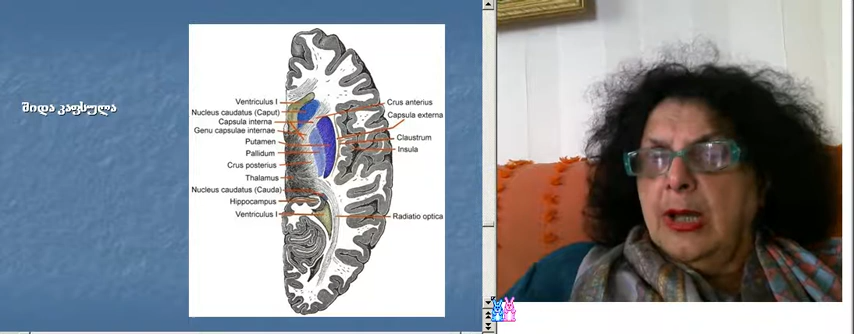 შიდა კაფსულა
Ventriculus I
Nucleus caudatus (Caput)
Capsula interna
Genu capsulae internae
Putamen
Pallidum
Crus posterius
Thalamus
Nucleus caudatus (Cauda)
Hippocampus
Ventriculus I
Crus anterius
Capsula externa
Claustrum
Insula
Radiatio optica